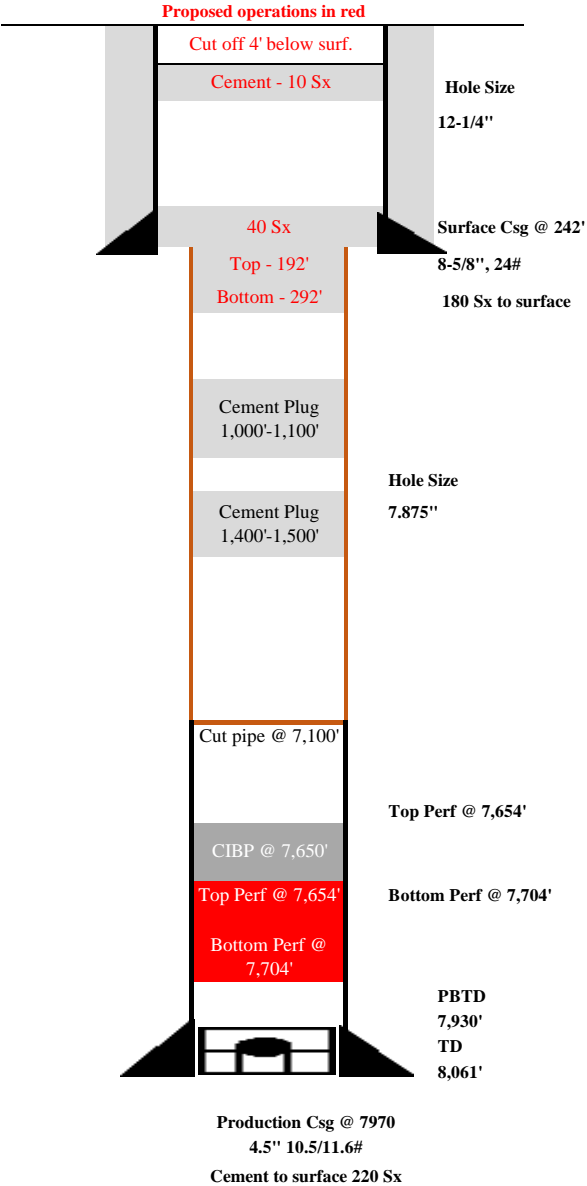 Proposed operations in red
Cut off 4' below surf.
Cement - 10 Sx
Hole Size
12-1/4"
40 Sx
Surface Csg @ 242'
Top - 192'
8-5/8", 24#
Bottom - 292'
180 Sx to surface
Cement Plug
1,000'-1,100'
Hole Size
7.875"
Cement Plug
1,400'-1,500'
Cut pipe @ 7,100'
Top Perf @ 7,654'
CIBP @ 7,650'
Top Perf @ 7,654'
Bottom Perf @ 7,704'
Bottom Perf @
7,704'
PBTD
7,930'
TD
8,061'
Production Csg @ 7970
4.5" 10.5/11.6#
Cement to surface 220 Sx